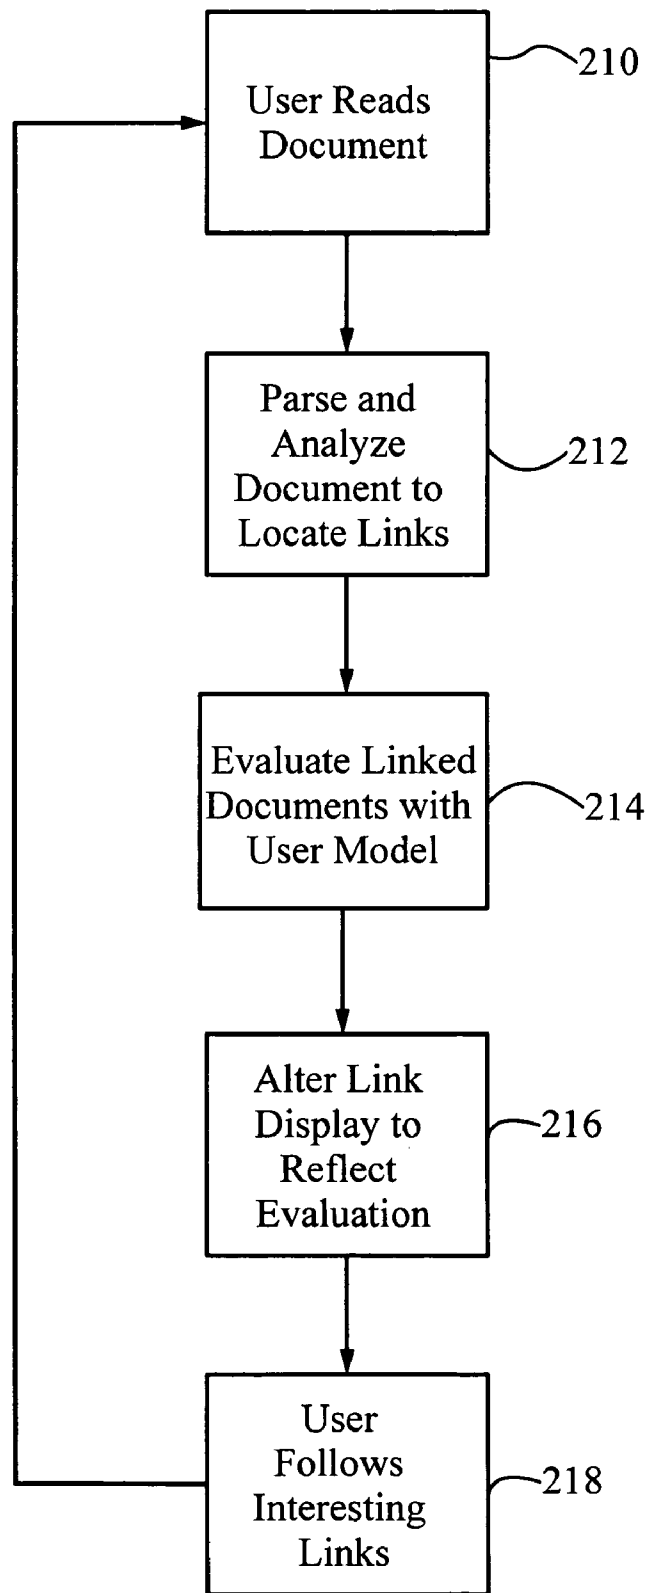 210
User Reads
Document
Parse and
Analyze
Document to
Locate Links
212
Evaluate Linked
Documents with
User Model
214
Alter Link
Display to
Reflect
Evaluation
216
User
Follows
Interesting
Links
218